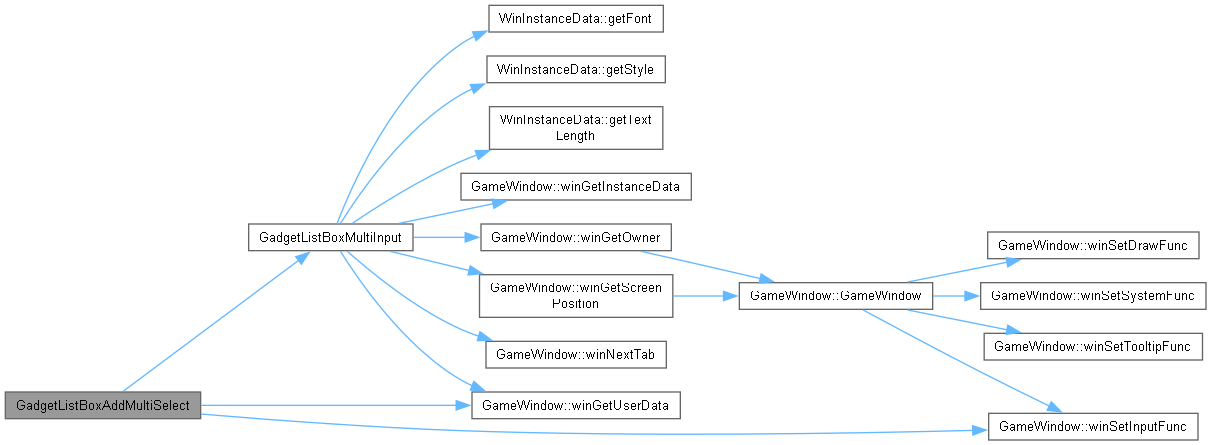 WinInstanceData::getFont
WinInstanceData::getStyle
WinInstanceData::getText
Length
GameWindow::winGetInstanceData
GadgetListBoxMultiInput
GameWindow::winGetOwner
GameWindow::winSetDrawFunc
GameWindow::winGetScreen
Position
GameWindow::GameWindow
GameWindow::winSetSystemFunc
GameWindow::winNextTab
GameWindow::winSetTooltipFunc
GadgetListBoxAddMultiSelect
GameWindow::winGetUserData
GameWindow::winSetInputFunc